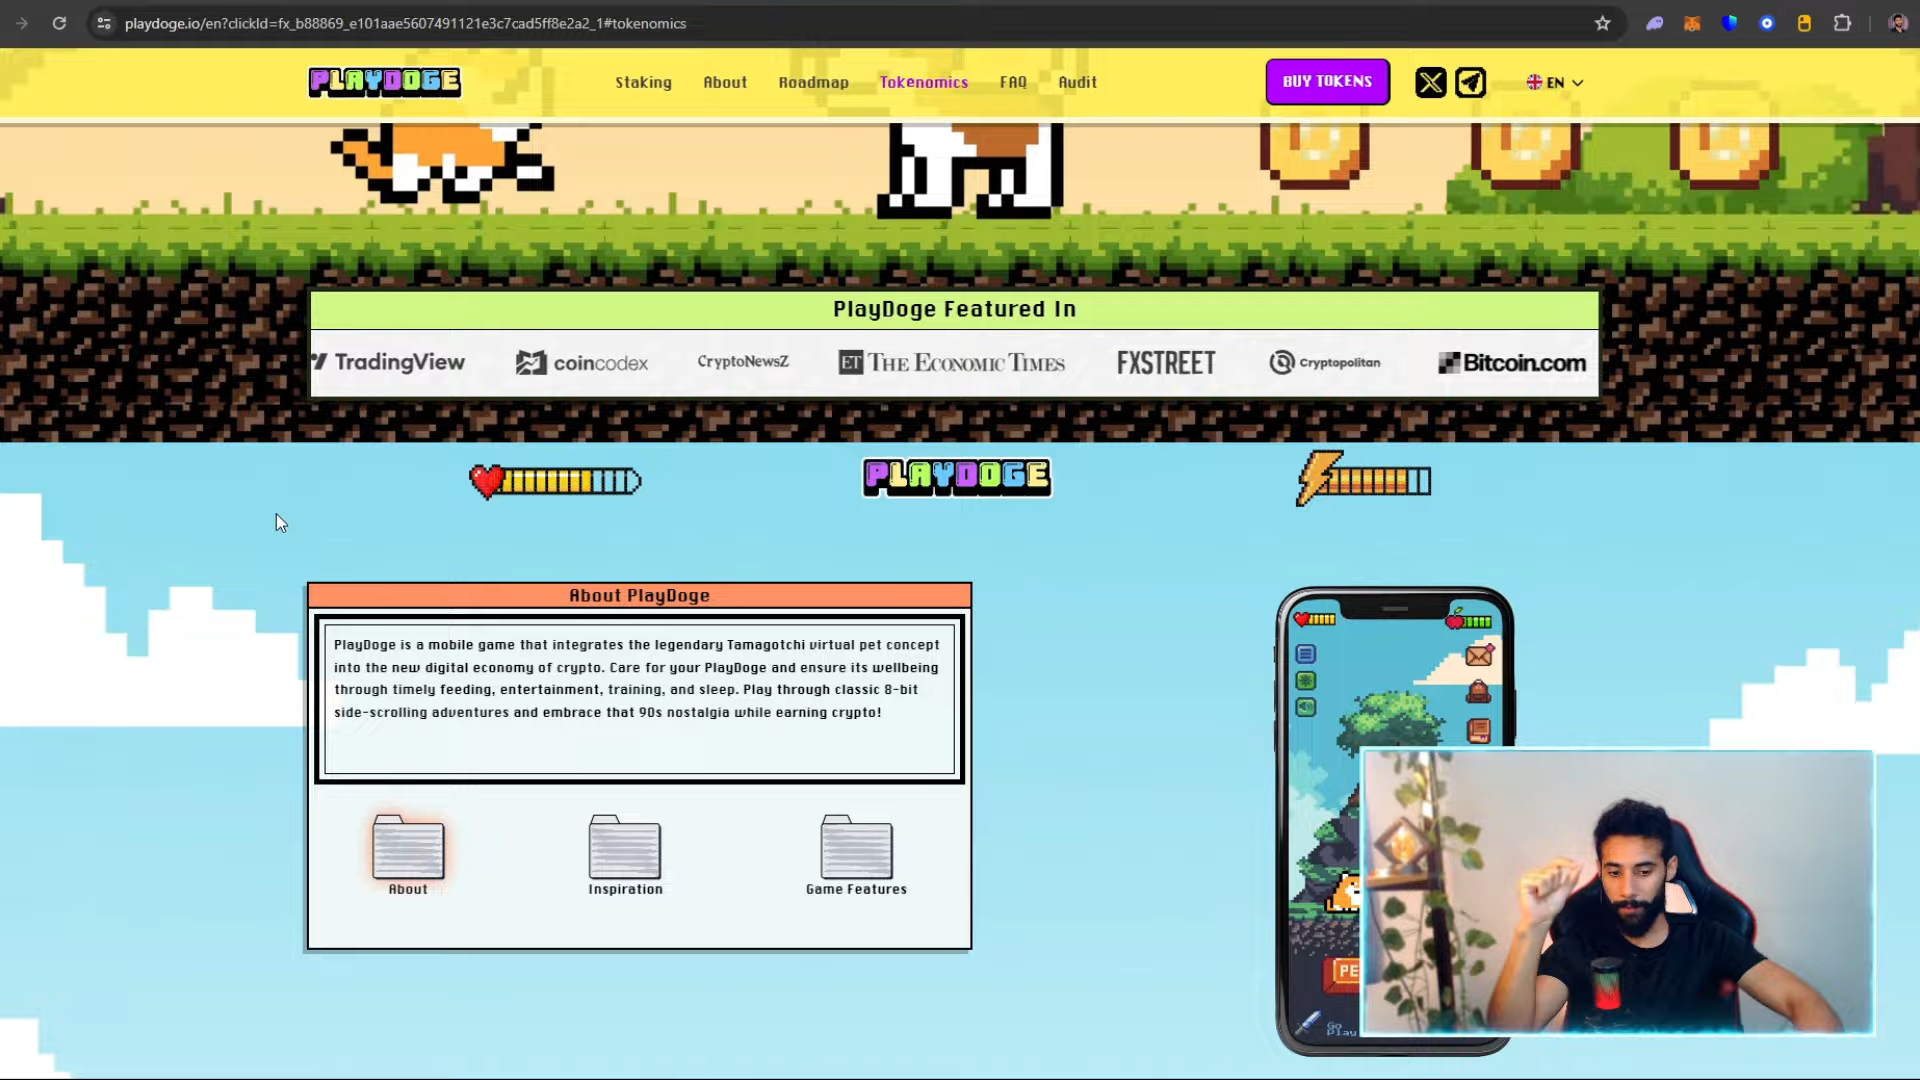 playdoge.io/en?clickId=fx_b88869_e101aae5607491121e3c7cad5ff8e2a2_1#tokenomics
PLAYDOGE
Staking About Roadmap Tokenomics FAQ Audit
BUY TOKENS
EN
PlayDoge Featured In
TradingView coincodex CryptoNewsZ ET THE ECONOMIC TIMES FXSTREET Cryptopolitan Bitcoin.com
PLAYDOGE
About PlayDoge
PlayDoge is a mobile game that integrates the legendary Tamagotchi virtual pet concept
into the new digital economy of crypto. Care for your PlayDoge and ensure its wellbeing
through timely feeding, entertainment, training, and sleep. Play through classic 8-bit
side-scrolling adventures and embrace that 90s nostalgia while earning crypto!
About Inspiration Game Features
PE
Go
Play